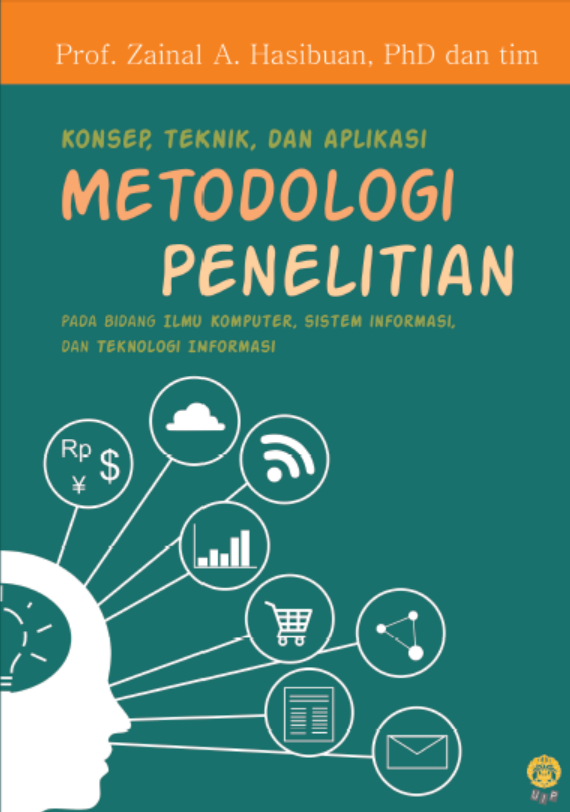 Prof. Zainal A. Hasibuan, PhD dan tim
KONSEP, TEKNIK, DAN APLIKASI
METODOLOGI
PENELITIAN
PADA BIDANG ILMU KOMPUTER, SISTEM INFORMASI,
DAN TEKNOLOGI INFORMASI
Rp $
¥